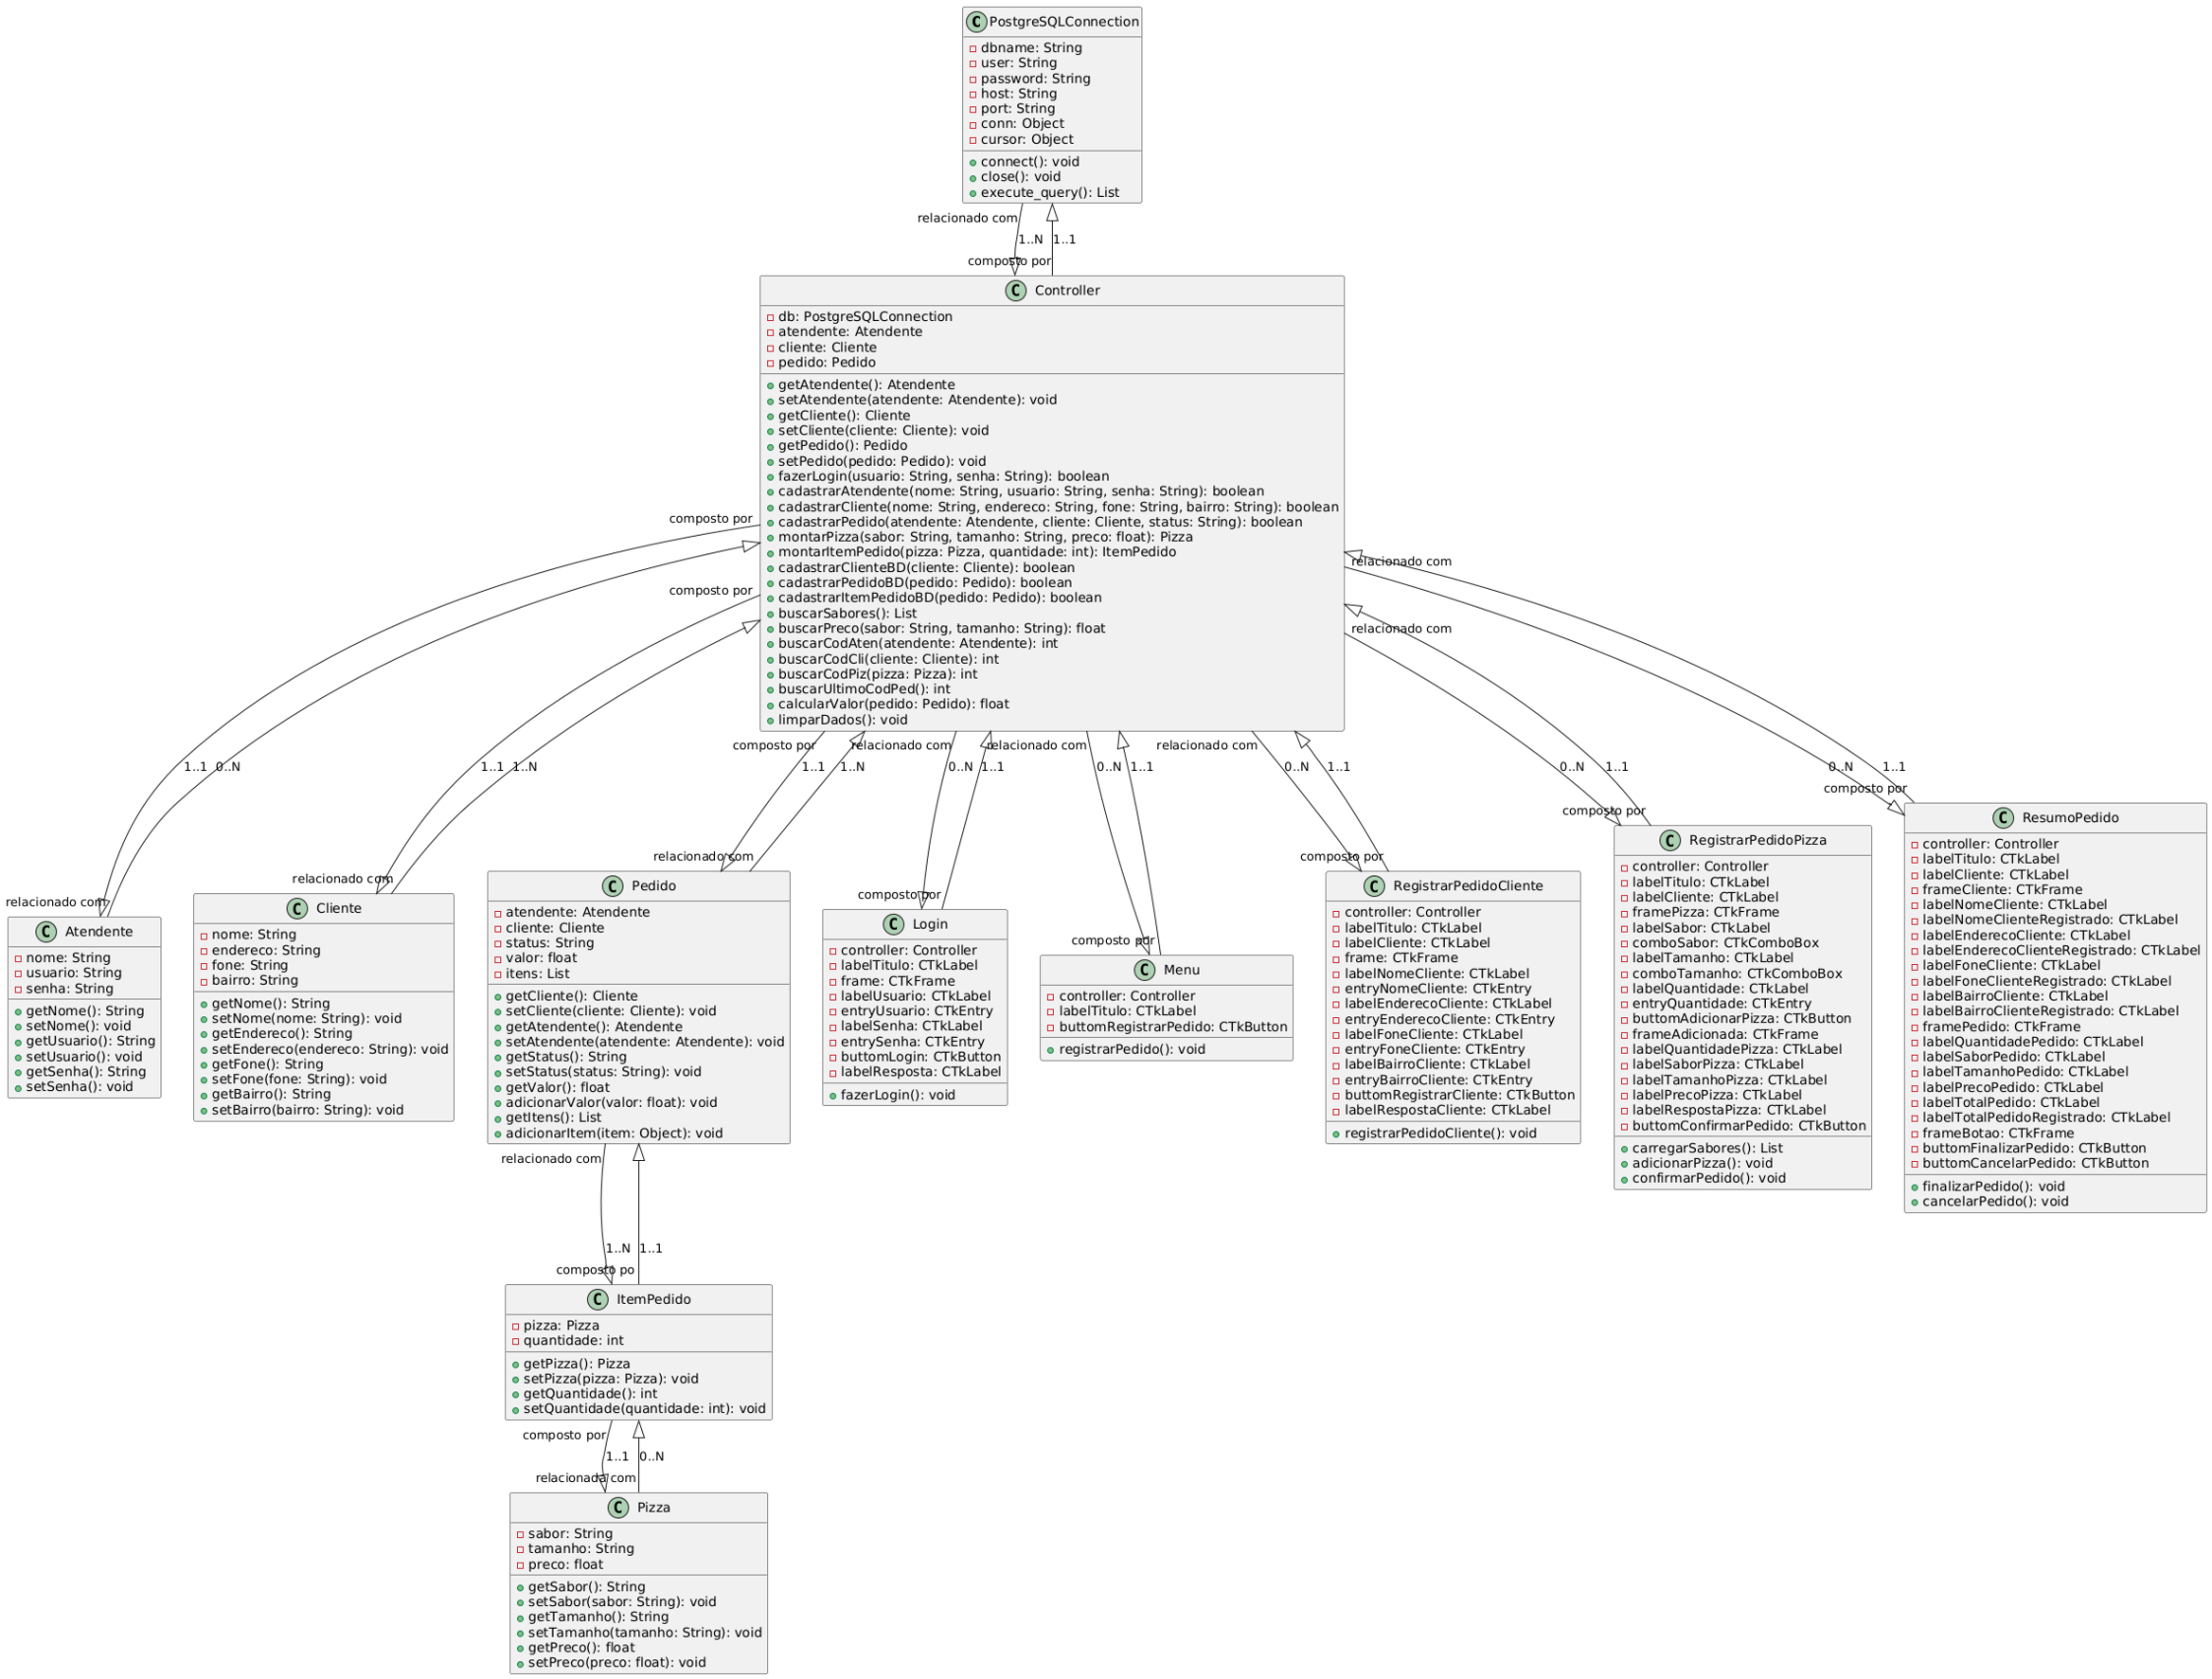 PostgreSQLConnection
dbname: String
user: String
password: String
host: String
port: String
conn: Object
cursor: Object
connect(): void
close(): void
execute_query(): List
relacionado com
1..N
1..1
composto por
Controller
db: PostgreSQLConnection
atendente: Atendente
cliente: Cliente
pedido: Pedido
getAtendente(): Atendente
setAtendente(atendente: Atendente): void
getCliente(): Cliente
setCliente(cliente: Cliente): void
getPedido(): Pedido
setPedido(pedido: Pedido): void
fazerLogin(usuario: String, senha: String): boolean
cadastrarAtendente(nome: String, usuario: String, senha: String): boolean
cadastrarCliente(nome: String, endereco: String, fone: String, bairro: String): boolean
cadastrarPedido(atendente: Atendente, cliente: Cliente, status: String): boolean
montarPizza(sabor: String, tamanho: String, preco: float): Pizza
montarItemPedido(pizza: Pizza, quantidade: int): ItemPedido
cadastrarClienteBD(cliente: Cliente): boolean
cadastrarPedidoBD(pedido: Pedido): boolean
cadastrarItemPedidoBD(pedido: Pedido): boolean
buscarSabores(): List
buscarPreco(sabor: String, tamanho: String): float
buscarCodAten(atendente: Atendente): int
buscarCodCli(cliente: Cliente): int
buscarCodPiz(pizza: Pizza): int
buscarUltimoCodPed(): int
calcularValor(pedido: Pedido): float
limparDados(): void
composto por
composto por
relacionado com
relacionado com
composto por
relacionado com
relacionado com
relacionado com
1..1
0..N
1..1
1..N
1..1
1..N
0..N
1..1
0..N
1..1
0..N
1..1
0..N
1..1
0..N
1..1
relacionado com
relacionado com
relacionado com
composto por
composto por
composto por
composto por
composto por
Atendente
nome: String
usuario: String
senha: String
getNome(): String
setNome(): void
getUsuario(): String
setUsuario(): void
getSenha(): String
setSenha(): void
Cliente
nome: String
endereco: String
fone: String
bairro: String
getNome(): String
setNome(nome: String): void
getEndereco(): String
setEndereco(endereco: String): void
getFone(): String
setFone(fone: String): void
getBairro(): String
setBairro(bairro: String): void
Pedido
atendente: Atendente
cliente: Cliente
status: String
valor: float
itens: List
getCliente(): Cliente
setCliente(cliente: Cliente): void
getAtendente(): Atendente
setAtendente(atendente: Atendente): void
getStatus(): String
setStatus(status: String): void
getValor(): float
adicionarValor(valor: float): void
getItens(): List
adicionarItem(item: Object): void
Login
controller: Controller
labelTitulo: CTkLabel
frame: CTkFrame
labelUsuario: CTkLabel
entryUsuario: CTkEntry
labelSenha: CTkLabel
entrySenha: CTkEntry
buttomLogin: CTkButton
labelResposta: CTkLabel
fazerLogin(): void
Menu
controller: Controller
labelTitulo: CTkLabel
buttomRegistrarPedido: CTkButton
registrarPedido(): void
RegistrarPedidoCliente
controller: Controller
labelTitulo: CTkLabel
labelCliente: CTkLabel
frame: CTkFrame
labelNomeCliente: CTkLabel
entryNomeCliente: CTkEntry
labelEnderecoCliente: CTkLabel
entryEnderecoCliente: CTkEntry
labelFoneCliente: CTkLabel
entryFoneCliente: CTkEntry
labelBairroCliente: CTkLabel
entryBairroCliente: CTkEntry
buttomRegistrarCliente: CTkButton
labelRespostaCliente: CTkLabel
registrarPedidoCliente(): void
RegistrarPedidoPizza
controller: Controller
labelTitulo: CTkLabel
labelCliente: CTkLabel
framePizza: CTkFrame
labelSabor: CTkLabel
comboSabor: CTkComboBox
labelTamanho: CTkLabel
comboTamanho: CTkComboBox
labelQuantidade: CTkLabel
entryQuantidade: CTkEntry
buttomAdicionarPizza: CTkButton
frameAdicionada: CTkFrame
labelQuantidadePizza: CTkLabel
labelSaborPizza: CTkLabel
labelTamanhoPizza: CTkLabel
labelPrecoPizza: CTkLabel
labelRespostaPizza: CTkLabel
buttomConfirmarPedido: CTkButton
carregarSabores(): List
adicionarPizza(): void
confirmarPedido(): void
ResumoPedido
controller: Controller
labelTitulo: CTkLabel
labelCliente: CTkLabel
frameCliente: CTkFrame
labelNomeCliente: CTkLabel
labelNomeClienteRegistrado: CTkLabel
labelEnderecoCliente: CTkLabel
labelEnderecoClienteRegistrado: CTkLabel
labelFoneCliente: CTkLabel
labelFoneClienteRegistrado: CTkLabel
labelBairroCliente: CTkLabel
labelBairroClienteRegistrado: CTkLabel
framePedido: CTkFrame
labelQuantidadePedido: CTkLabel
labelSaborPedido: CTkLabel
labelTamanhoPedido: CTkLabel
labelPrecoPedido: CTkLabel
labelTotalPedido: CTkLabel
labelTotalPedidoRegistrado: CTkLabel
frameBotao: CTkFrame
buttomFinalizarPedido: CTkButton
buttomCancelarPedido: CTkButton
finalizarPedido(): void
cancelarPedido(): void
relacionado com
1..N
1..1
composto po
ItemPedido
pizza: Pizza
quantidade: int
getPizza(): Pizza
setPizza(pizza: Pizza): void
getQuantidade(): int
setQuantidade(quantidade: int): void
composto por
1..1
0..N
relacionada com
Pizza
sabor: String
tamanho: String
preco: float
getSabor(): String
setSabor(sabor: String): void
getTamanho(): String
setTamanho(tamanho: String): void
getPreco(): float
setPreco(preco: float): void